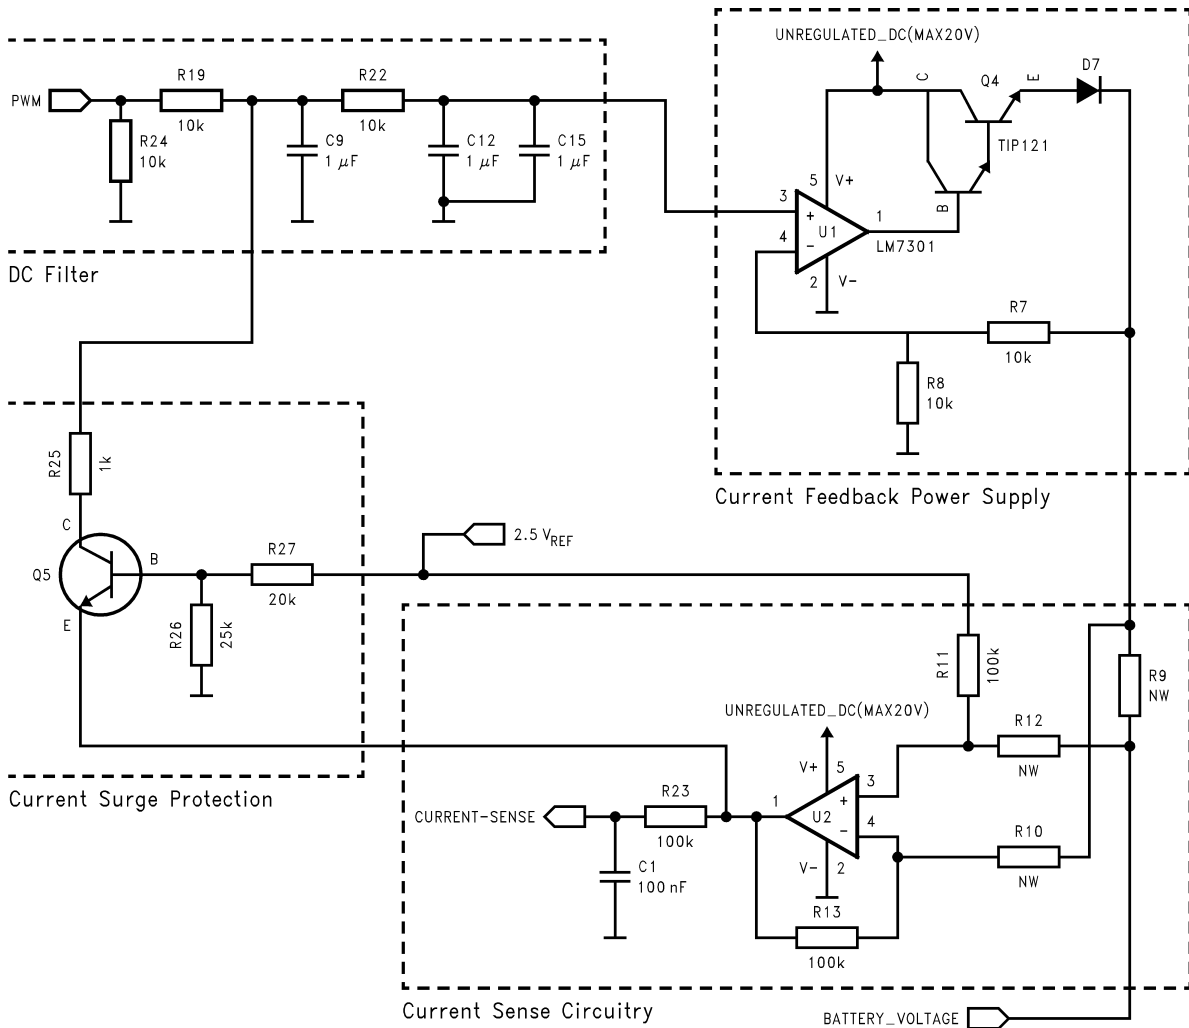 UNREGULATED_DC(MAX20V)
PWM
R19
10k
R24
10k
C9
1 μF
R22
10k
C12
1 μF
C15
1 μF
DC Filter
C
Q4
E
D7
TIP121
B
5
V+
3
+
4
-
U1
1
LM7301
2
V-
R7
10k
R8
10k
Current Feedback Power Supply
R25
1k
C
Q5
B
E
R27
20k
R26
25k
2.5 VREF
Current Surge Protection
R11
100k
R9
NW
UNREGULATED_DC(MAX20V)
R12
NW
V+
5
3
+
4
-
U2
1
V-
2
R10
NW
R23
100k
CURRENT-SENSE
C1
100 nF
R13
100k
Current Sense Circuitry
BATTERY_VOLTAGE